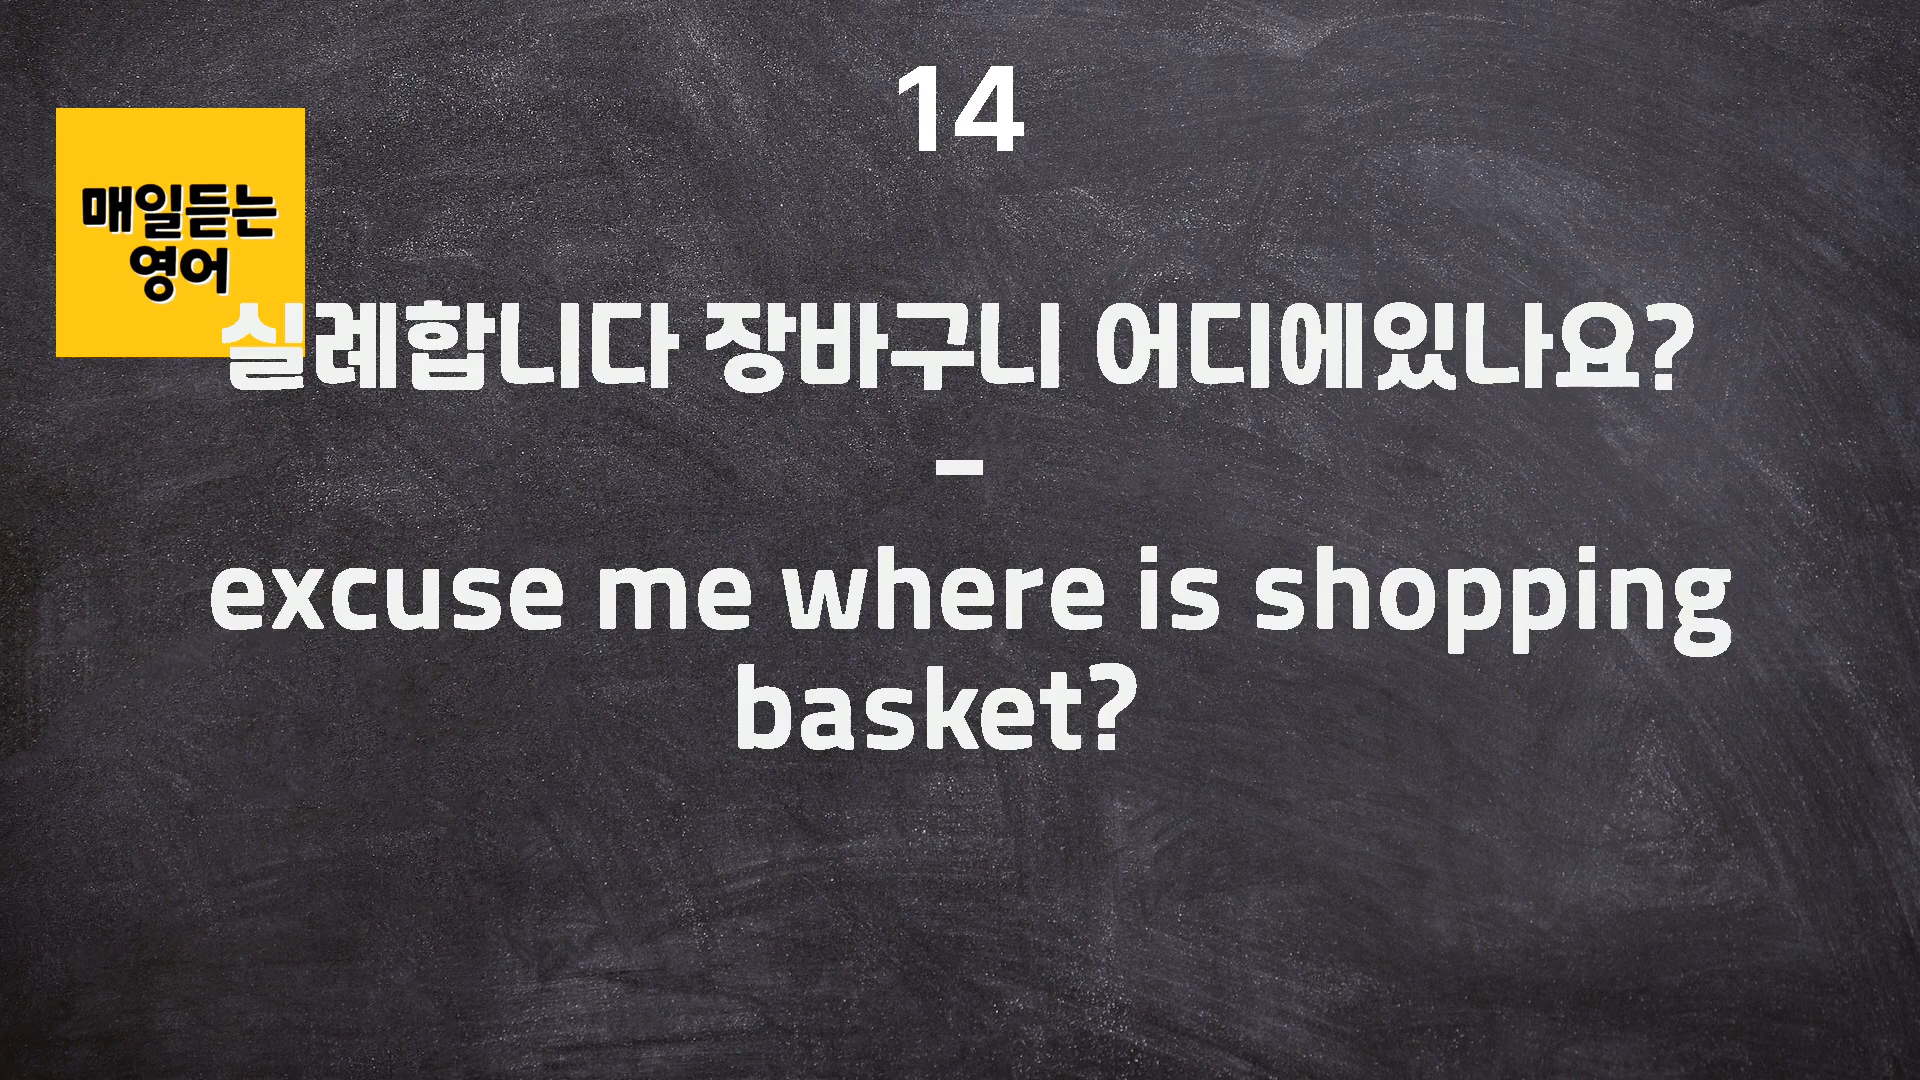 14
매일듣는
영어
실례합니다 장바구니 어디에있나요?
-
excuse me where is shopping
basket?